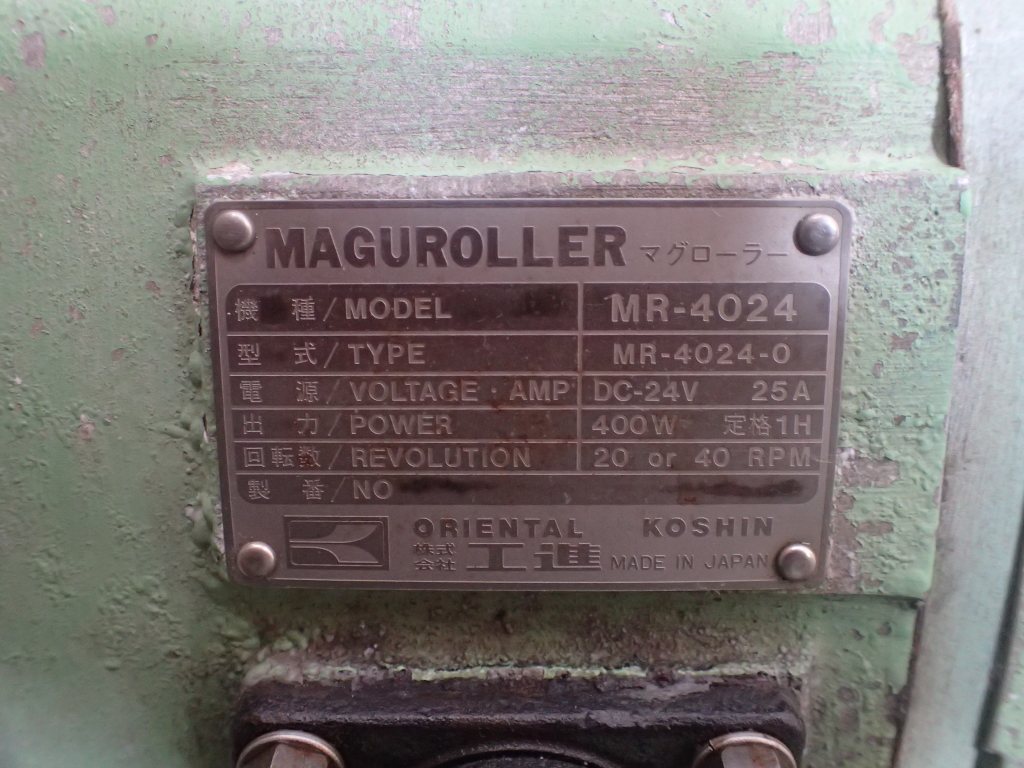 MAGUROLLER マグローラー
機種/MODEL MR-4024
型式/TYPE MR-4024-0
電源/VOLTAGE・AMP DC-24V 25A
出力/POWER 400W 定格1H
回転数/REVOLUTION 20 or 40 RPM
製番/NO
ORIENTAL KOSHIN
株式会社 工進 MADE IN JAPAN